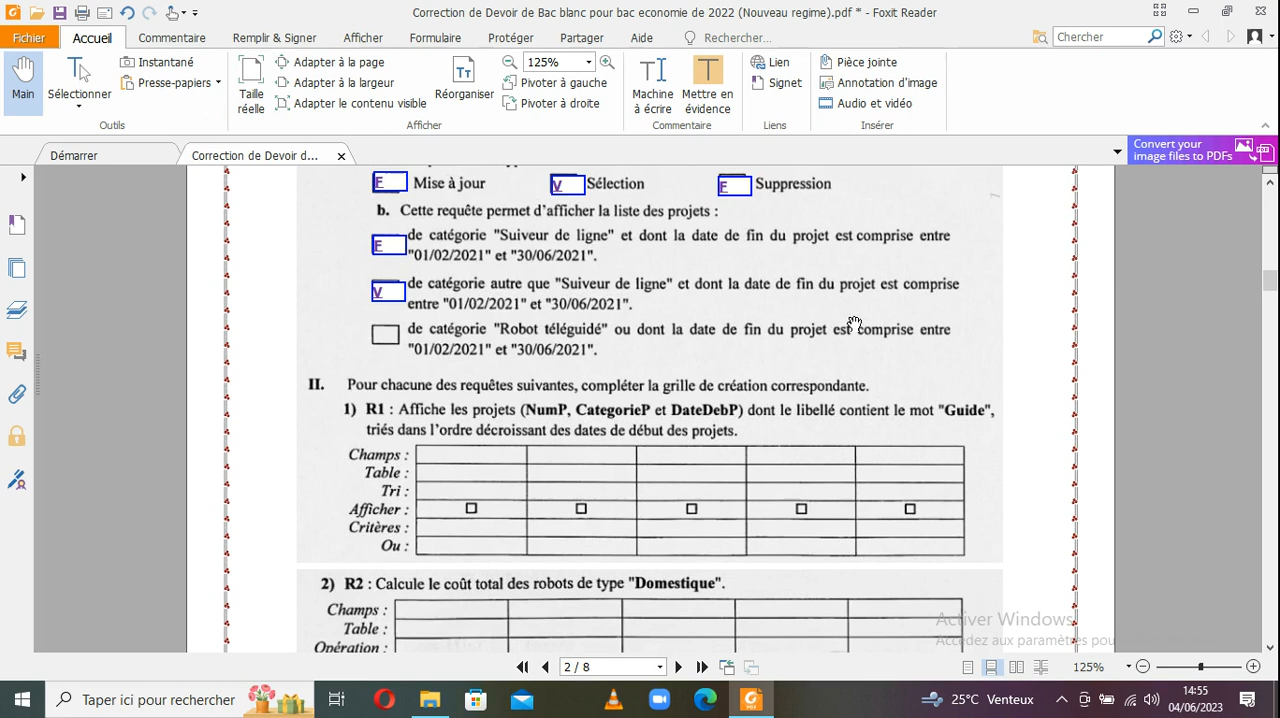 Correction de Devoir de Bac blanc pour bac economie de 2022 (Nouveau regime).pdf * - Foxit Reader
Fichier Accueil Commentaire Remplir & Signer Afficher Formulaire Protéger Partager Aide Rechercher... Chercher
Main
Sélectionner
Instantané
Presse-papiers
Outils
Taille réelle
Adapter à la page
Adapter à la largeur
Adapter le contenu visible
Réorganiser
125%
Pivoter à gauche
Pivoter à droite
Afficher
Machine à écrire
Mettre en évidence
Commentaire
Lien
Signet
Liens
Pièce jointe
Annotation d'image
Audio et vidéo
Insérer
Démarrer Correction de Devoir d...
Convert your
image files to PDFs
F Mise à jour V Sélection F Suppression
b. Cette requête permet d'afficher la liste des projets :
F de catégorie "Suiveur de ligne" et dont la date de fin du projet est comprise entre
"01/02/2021" et "30/06/2021".
V de catégorie autre que "Suiveur de ligne" et dont la date de fin du projet est comprise
entre "01/02/2021" et "30/06/2021".
de catégorie "Robot téléguidé" ou dont la date de fin du projet est comprise entre
"01/02/2021" et "30/06/2021".
II. Pour chacune des requêtes suivantes, compléter la grille de création correspondante.
1) R1 : Affiche les projets (NumP, CategorieP et DateDebP) dont le libellé contient le mot "Guide",
triés dans l'ordre décroissant des dates de début des projets.
Champs :
Table :
Tri :
Afficher :
Critères :
Ou :
2) R2 : Calcule le coût total des robots de type "Domestique".
Champs :
Table :
Opération :
Activer Windows
Accédez aux paramètres pou
2 / 8
125%
Taper ici pour rechercher
25°C Venteux
14:55
04/06/2023